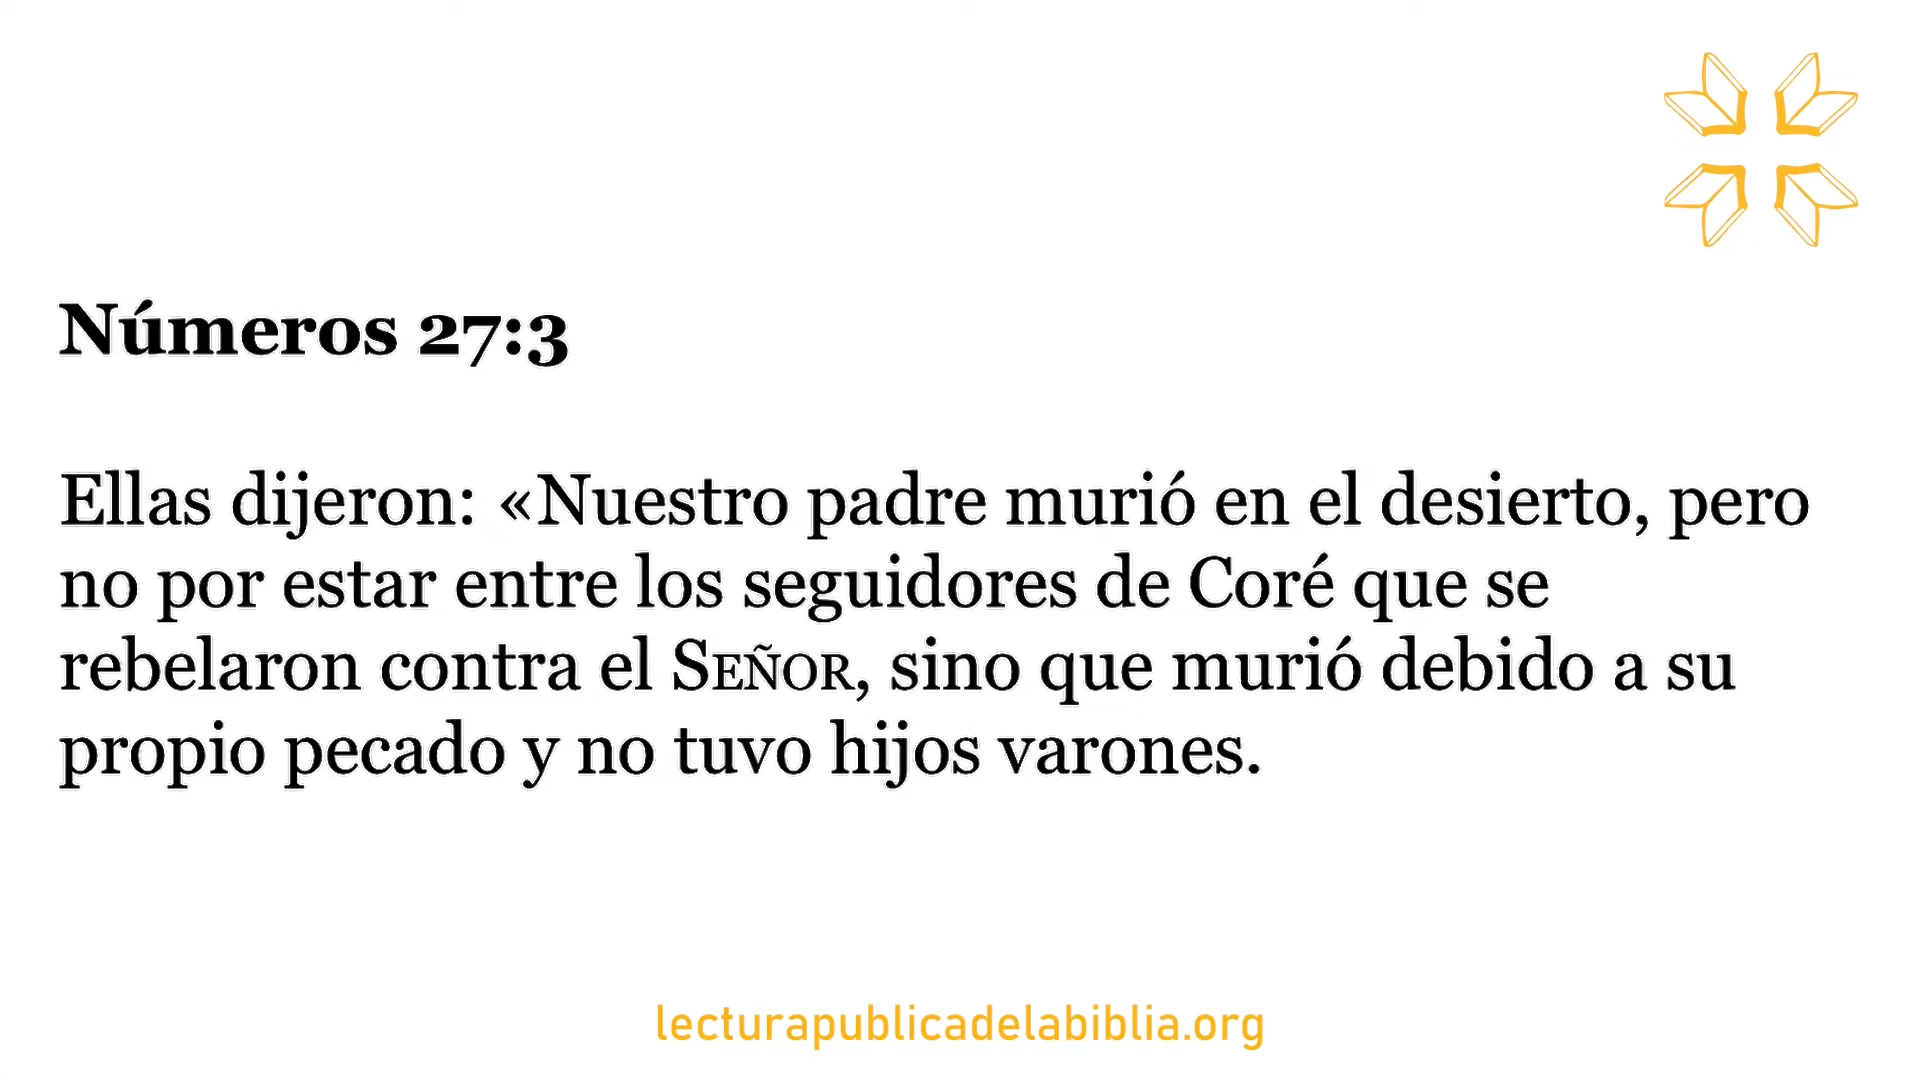 Números 27:3
Ellas dijeron: «Nuestro padre murió en el desierto, pero
no por estar entre los seguidores de Coré que se
rebelaron contra el SEÑOR, sino que murió debido a su
propio pecado y no tuvo hijos varones.
lecturapublicadelabiblia.org